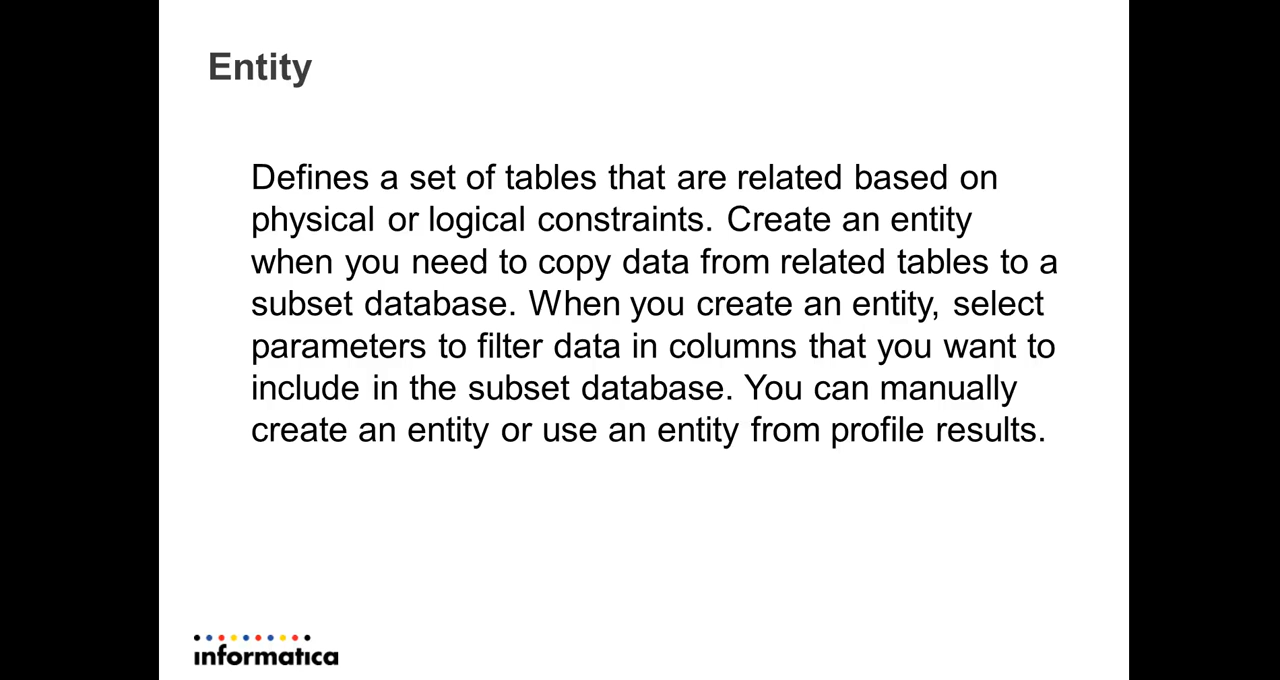 Entity
Defines a set of tables that are related based on
physical or logical constraints. Create an entity
when you need to copy data from related tables to a
subset database. When you create an entity, select
parameters to filter data in columns that you want to
include in the subset database. You can manually
create an entity or use an entity from profile results.
informatica